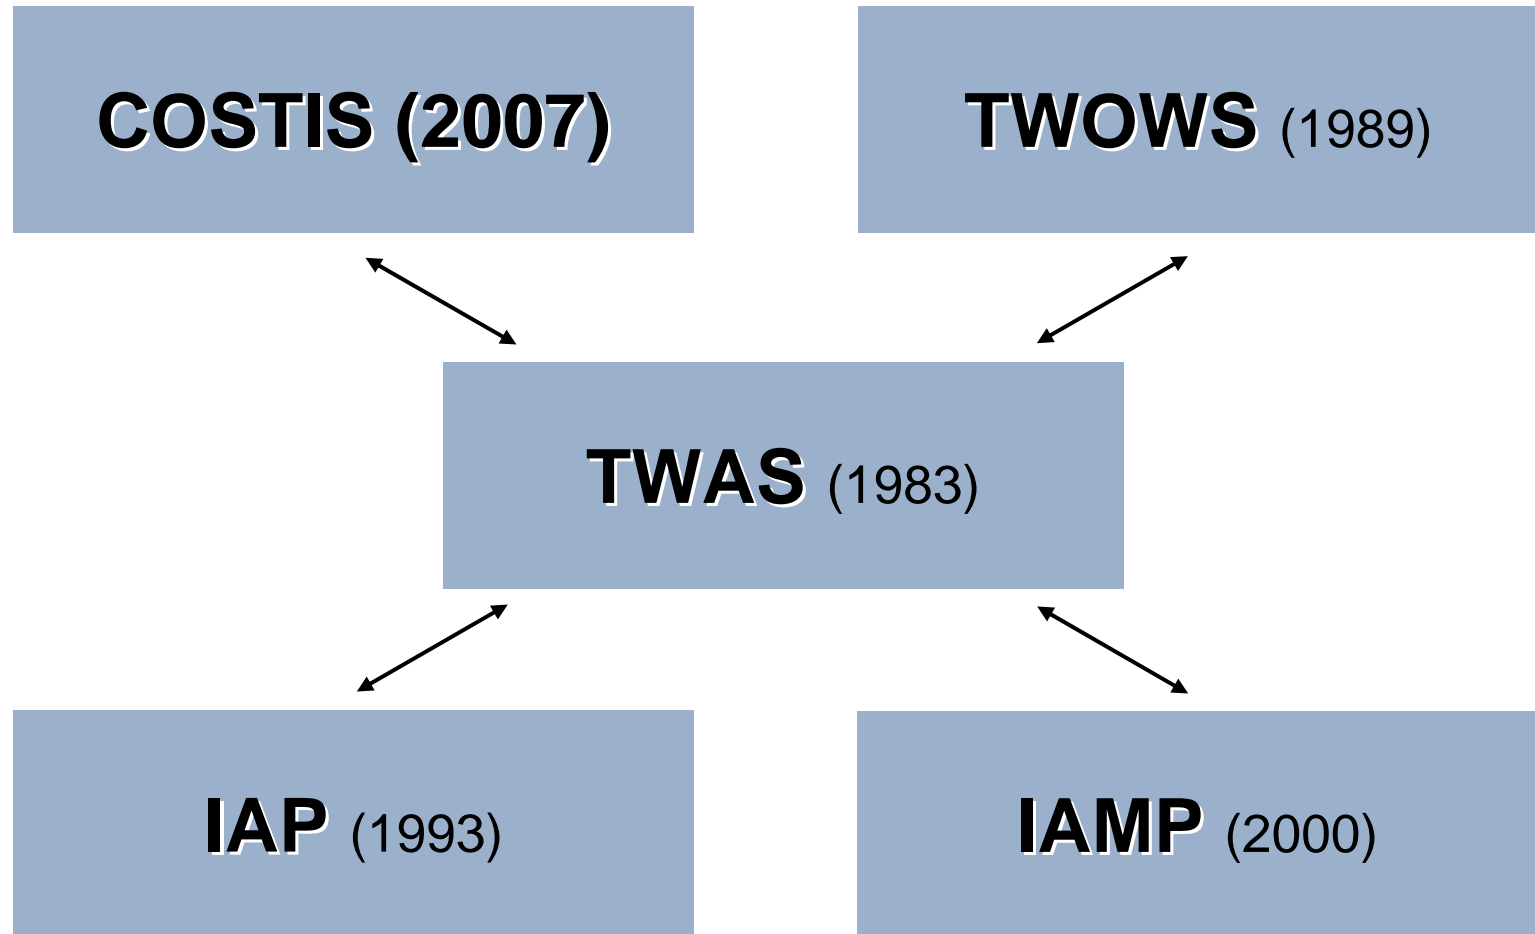 COSTIS (2007)
TWOWS (1989)
TWAS (1983)
IAP (1993)
IAMP (2000)